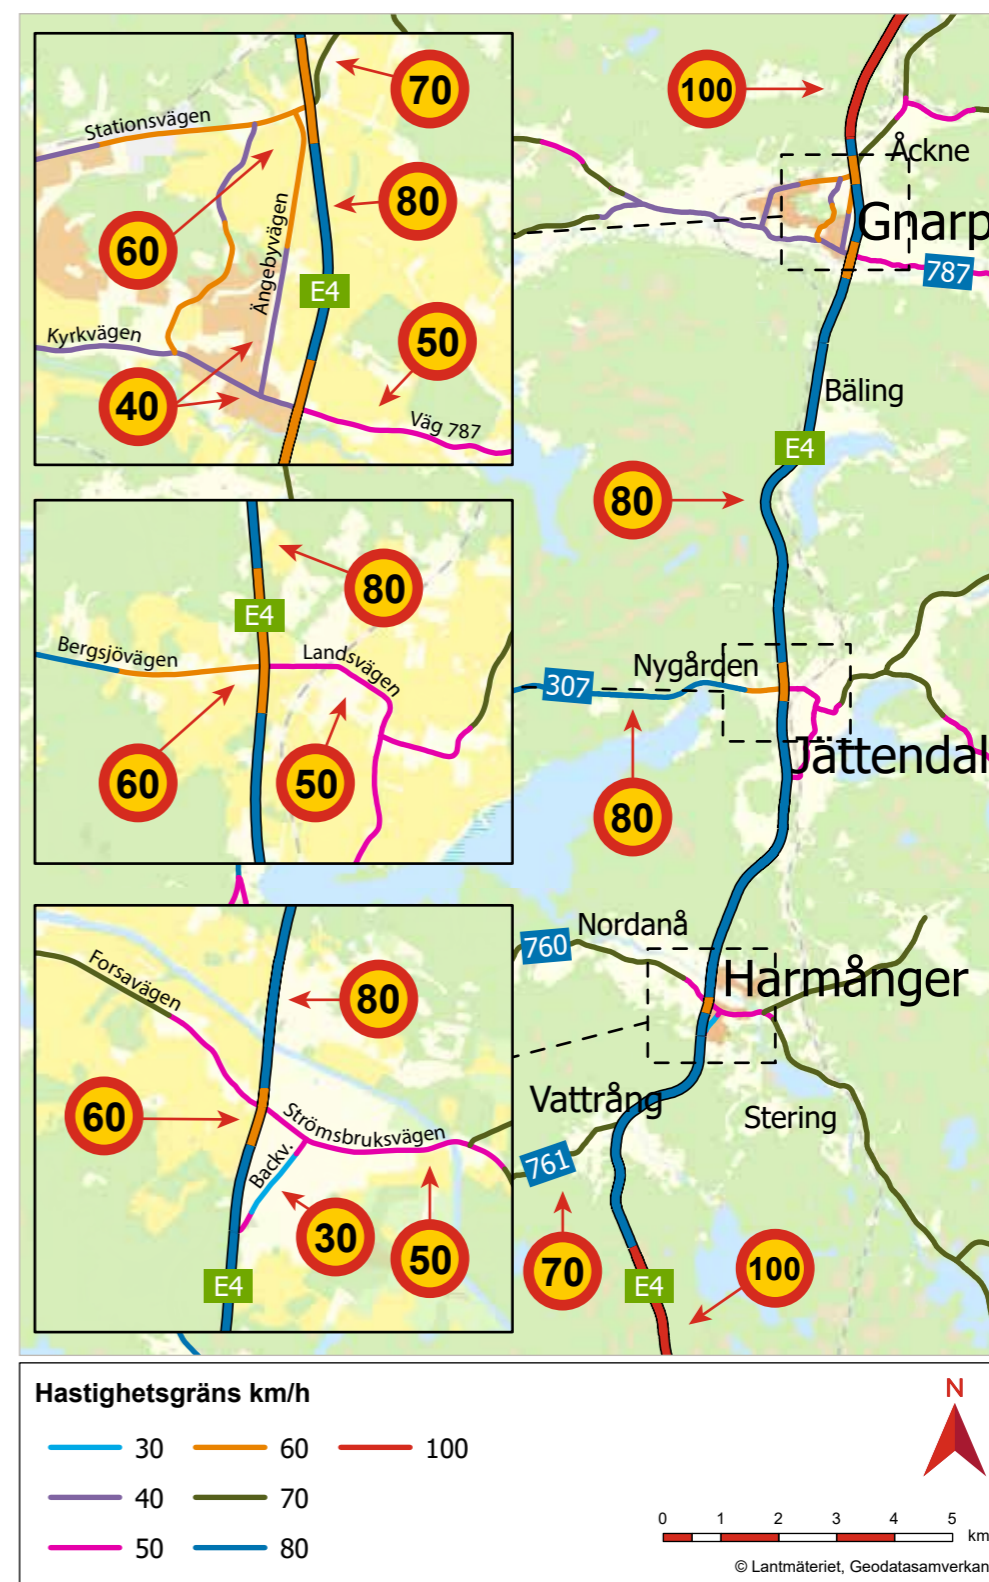 70
100
Stationsvägen
Åckne
80
60
Ängebyvägen
Gnarp
787
E4
50
Kyrkvägen
40
Väg 787
Bäling
E4
80
80
E4
Bergsjövägen
Landsvägen
60
50
Nygården
307
Jättendal
80
Nordanå
760
Harmånger
Forsavägen
80
60
Strömsbruksvägen
Backv.
30
50
E4
Vattrång
Stering
761
70
E4
100
Hastighetsgräns km/h
30 60 100
40 70
50 80
N
0 1 2 3 4 5
km
© Lantmäteriet, Geodatasamverkan